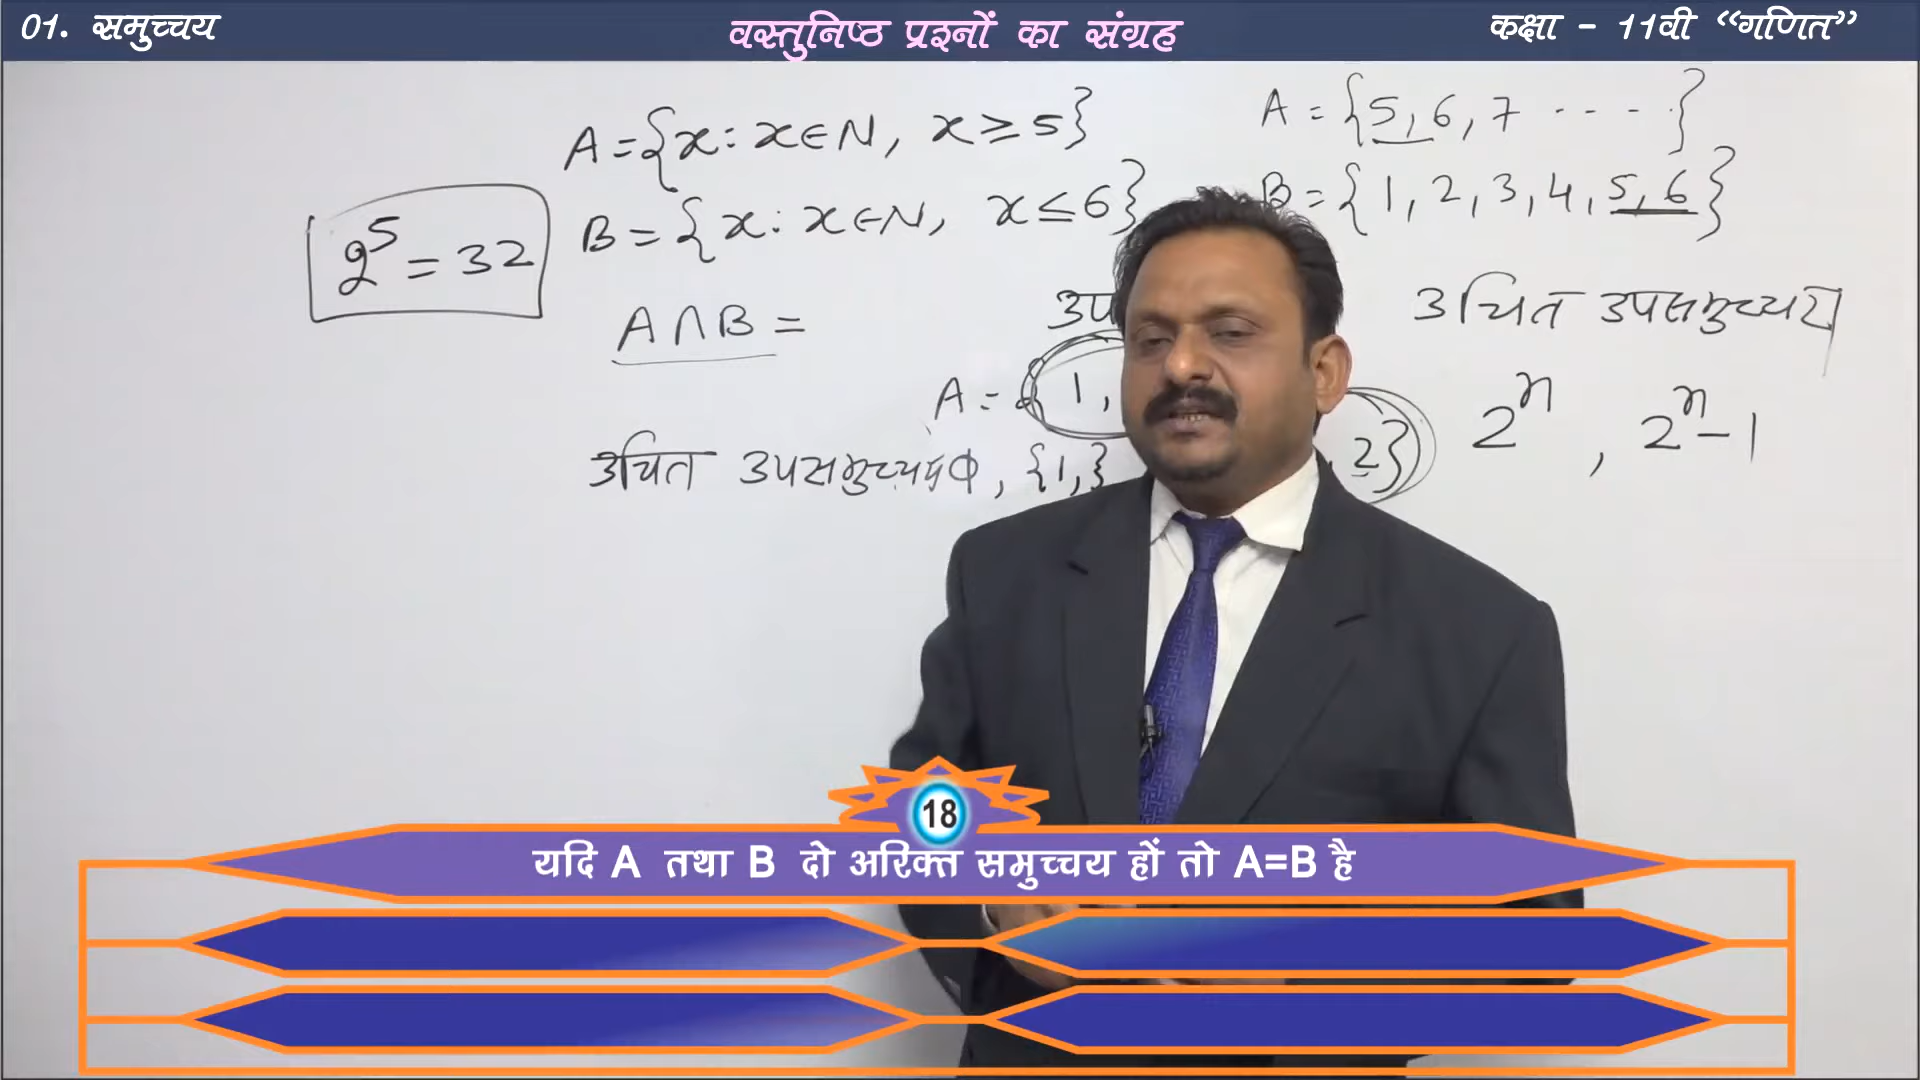 01. समुच्चय
वस्तुनिष्ठ प्रश्नों का संग्रह
कक्षा - 11वी “गणित”
A={x: x∈N, x≥5}
A={5,6,7 ----}
B={x: x∈N, x≤6}
B={1,2,3,4,5,6}
2⁵=32
A∩B=
उचित उपसमुच्चय
A={1,
2ⁿ, 2ⁿ-1
उचित उपसमुच्चय ϕ, {1,}
2}
18
यदि A तथा B दो अरिक्त समुच्चय हों तो A=B है